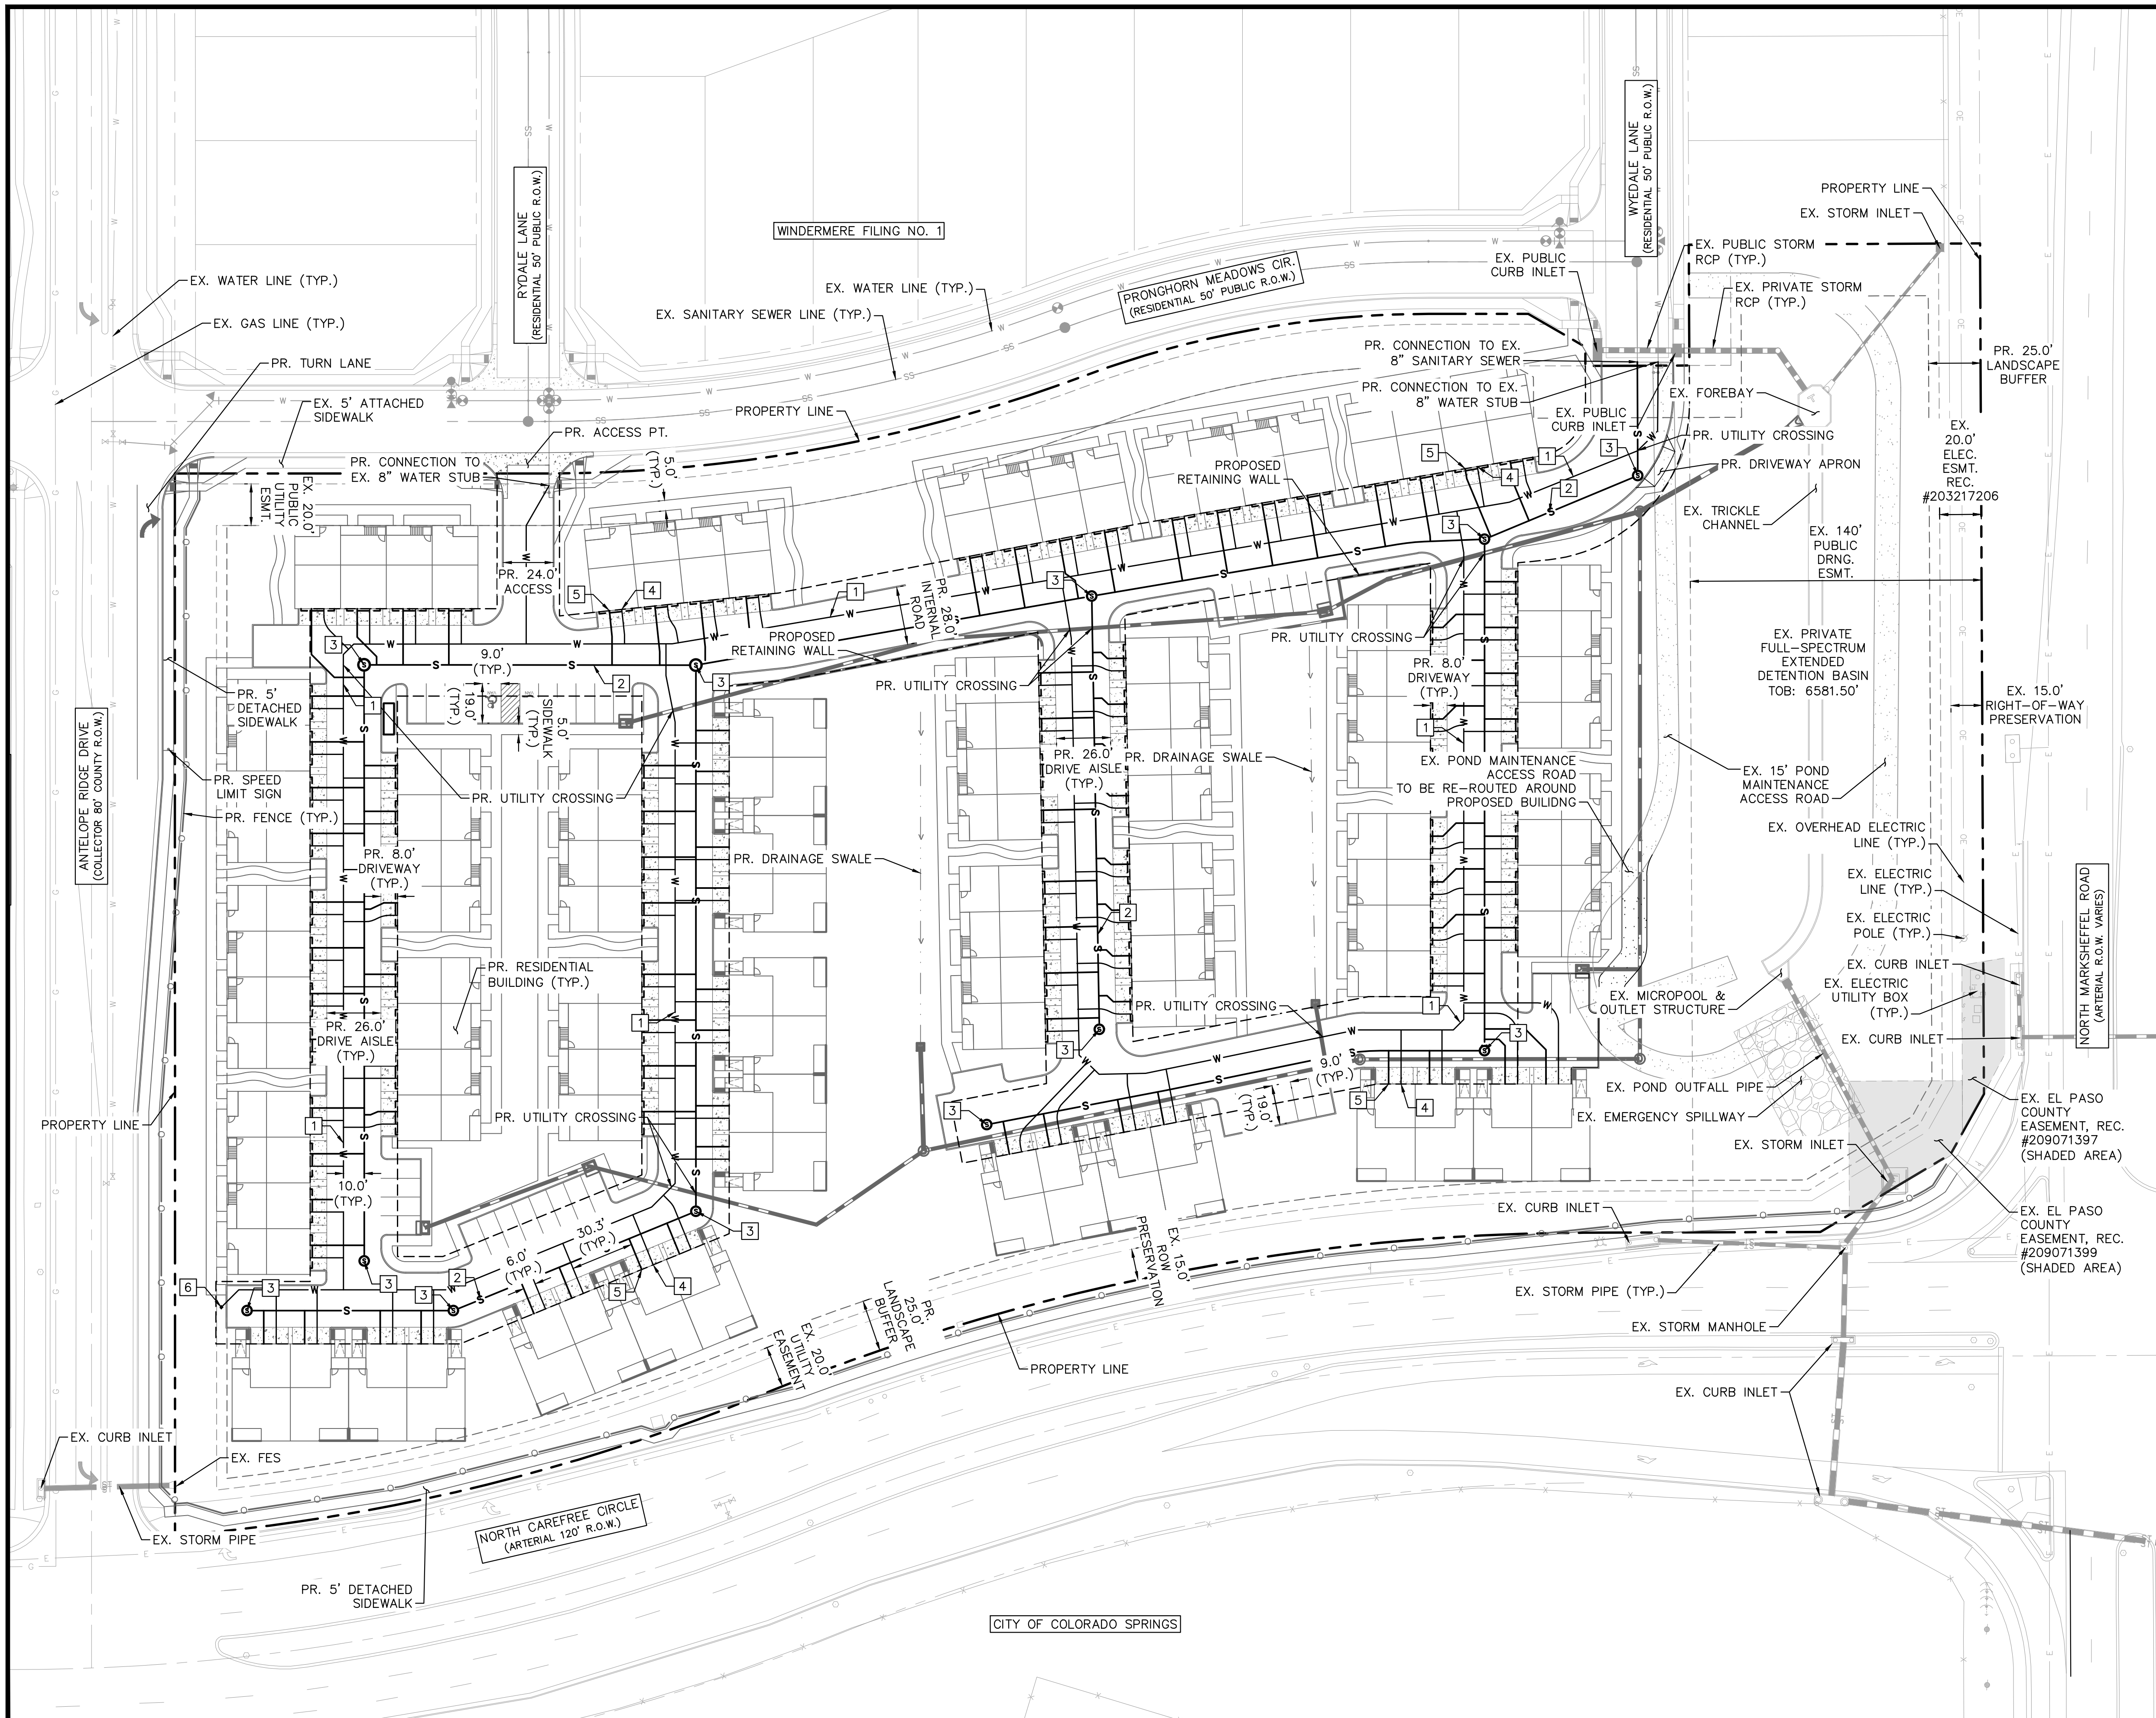 WINDERMERE FILING NO. 1
RYDALE LANE
(RESIDENTIAL 50' PUBLIC R.O.W.)
WYEDALE LANE
(RESIDENTIAL 50' PUBLIC R.O.W.)
PRONGHORN MEADOWS CIR.
(RESIDENTIAL 50' PUBLIC R.O.W.)
PROPERTY LINE
EX. STORM INLET
EX. PUBLIC STORM
RCP (TYP.)
EX. PUBLIC
CURB INLET
EX. PRIVATE STORM
RCP (TYP.)
EX. WATER LINE (TYP.)
EX. GAS LINE (TYP.)
PR. TURN LANE
EX. 5' ATTACHED
SIDEWALK
EX. WATER LINE (TYP.)
EX. SANITARY SEWER LINE (TYP.)
PROPERTY LINE
PR. ACCESS PT.
PR. CONNECTION TO
EX. 8" WATER STUB
EX. 20.0'
PUBLIC
UTILITY
ESMT.
5.0'
(TYP.)
PR. CONNECTION TO EX.
8" SANITARY SEWER
PR. CONNECTION TO EX.
8" WATER STUB
EX. PUBLIC
CURB INLET
EX. FOREBAY
PR. UTILITY CROSSING
PR. DRIVEWAY APRON
EX. TRICKLE
CHANNEL
PR. 25.0'
LANDSCAPE
BUFFER
EX.
20.0'
ELEC.
ESMT.
REC.
#203217206
EX. 140'
PUBLIC
DRNG.
ESMT.
PROPOSED
RETAINING WALL
PR. 24.0'
ACCESS
PR. 28.0'
INTERNAL
ROAD
PROPOSED
RETAINING WALL
9.0'
(TYP.)
19.0'
(TYP.)
5.0'
SIDEWALK
(TYP.)
PR. UTILITY CROSSING
PR. UTILITY CROSSING
PR. 8.0'
DRIVEWAY
(TYP.)
EX. PRIVATE
FULL-SPECTRUM
EXTENDED
DETENTION BASIN
TOB: 6581.50'
EX. 15.0'
RIGHT-OF-WAY
PRESERVATION
ANTELOPE RIDGE DRIVE
(COLLECTOR 80' COUNTY R.O.W.)
PR. 5'
DETACHED
SIDEWALK
PR. SPEED
LIMIT SIGN
PR. FENCE (TYP.)
PR. UTILITY CROSSING
PR. 8.0'
DRIVEWAY
(TYP.)
PR. 26.0'
DRIVE AISLE
(TYP.)
PR. DRAINAGE SWALE
PR. DRAINAGE SWALE
EX. POND MAINTENANCE
ACCESS ROAD
TO BE RE-ROUTED AROUND
PROPOSED BUILIDNG
EX. 15' POND
MAINTENANCE
ACCESS ROAD
EX. OVERHEAD ELECTRIC
LINE (TYP.)
EX. ELECTRIC
LINE (TYP.)
EX. ELECTRIC
POLE (TYP.)
EX. CURB INLET
EX. ELECTRIC
UTILITY BOX
(TYP.)
EX. CURB INLET
NORTH MARKSHEFFEL ROAD
(ARTERIAL R.O.W. VARIES)
PR. RESIDENTIAL
BUILDING (TYP.)
PR. 26.0'
DRIVE AISLE
(TYP.)
PR. UTILITY CROSSING
EX. MICROPOOL &
OUTLET STRUCTURE
EX. POND OUTFALL PIPE
EX. EMERGENCY SPILLWAY
EX. STORM INLET
9.0'
(TYP.)
19.0'
(TYP.)
PROPERTY LINE
PR. UTILITY CROSSING
10.0'
(TYP.)
30.3'
(TYP.)
6.0'
(TYP.)
EX. EL PASO
COUNTY
EASEMENT, REC.
#209071397
(SHADED AREA)
EX. EL PASO
COUNTY
EASEMENT, REC.
#209071399
(SHADED AREA)
EX. CURB INLET
EX. 15.0'
ROW
PRESERVATION
PR.
25.0'
LANDSCAPE
BUFFER
EX. 20.0'
UTILITY
EASEMENT
EX. STORM PIPE (TYP.)
EX. STORM MANHOLE
PROPERTY LINE
EX. CURB INLET
EX. CURB INLET
EX. FES
EX. STORM PIPE
NORTH CAREFREE CIRCLE
(ARTERIAL 120' R.O.W.)
PR. 5' DETACHED
SIDEWALK
CITY OF COLORADO SPRINGS